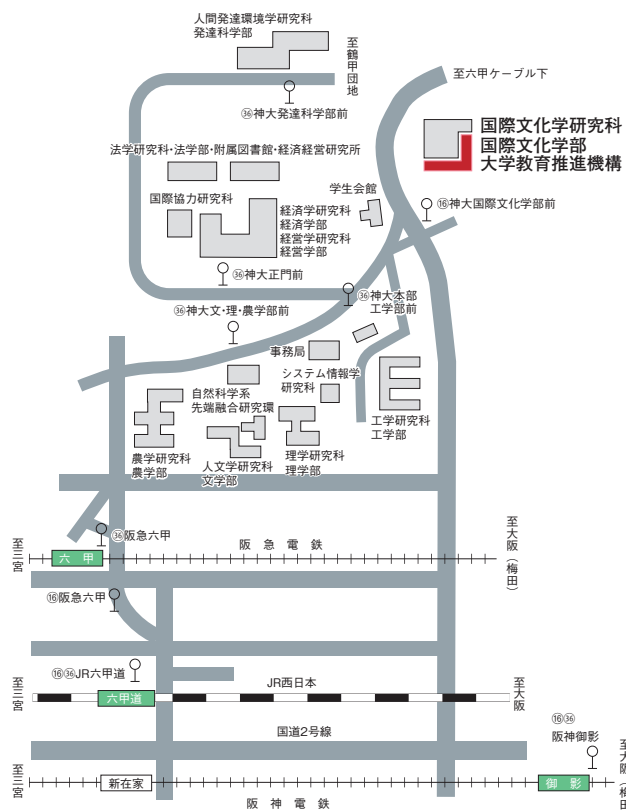 人間発達環境学研究科
発達科学部
至鶴甲団地
至六甲ケーブル下
㊱神大発達科学部前
国際文化学研究科
国際文化学部
大学教育推進機構
法学研究科・法学部・附属図書館・経済経営研究所
学生会館
国際協力研究科
⑯神大国際文化学部前
経済学研究科
経済学部
経営学研究科
経営学部
㊱神大正門前
㊱神大本部
工学部前
㊱神大文・理・農学部前
事務局
システム情報学
研究科
自然科学系
先端融合研究環
工学研究科
工学部
農学研究科
農学部
人文学研究科
文学部
理学研究科
理学部
㊱阪急六甲
至三宮
六甲
阪急電鉄
至大阪（梅田）
⑯阪急六甲
⑯㊱JR六甲道
至三宮
六甲道
JR西日本
至大阪
国道2号線
⑯㊱
阪神御影
至三宮
新在家
阪神電鉄
御影
至大阪（梅田）